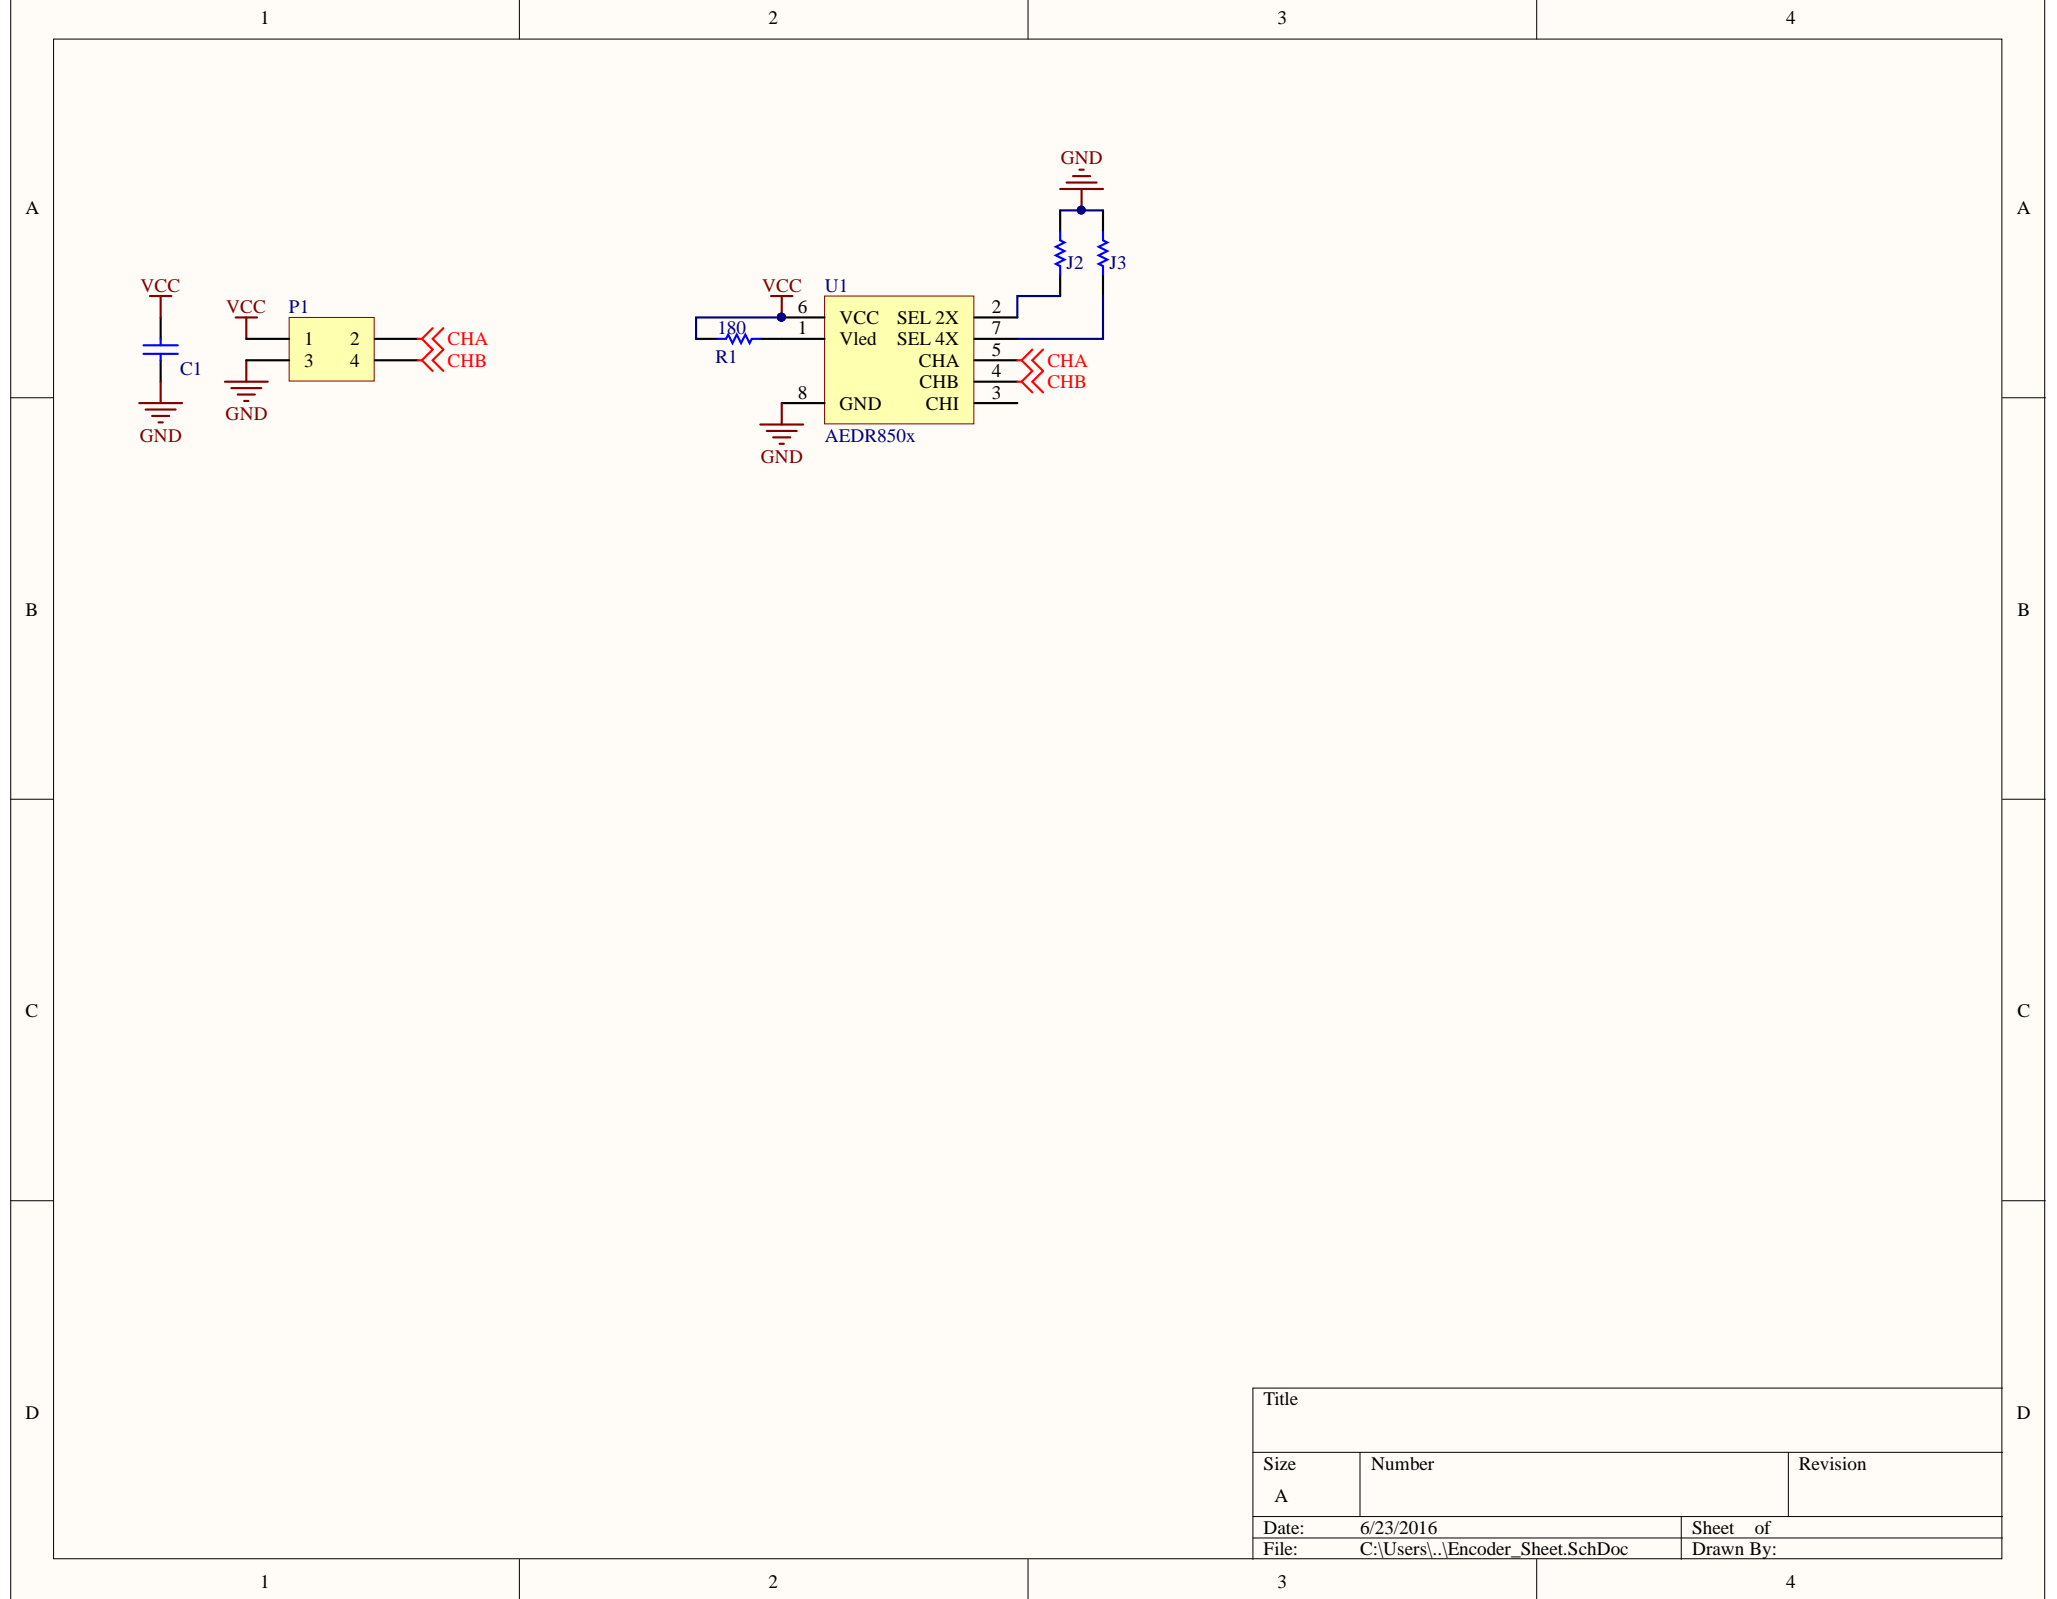 1 2 3 4
GND
A A
J2 J3
VCC VCC U1
VCC P1 6 VCC SEL 2X 2
1 2 CHA 180 1 Vled SEL 4X 7
3 4 CHB R1 CHA 5 CHA
C1 CHB 4 CHB
8 GND CHI 3
GND
GND AEDR850x
GND
B B
C C
Title
D D
Size Number Revision
A
Date: 6/23/2016 Sheet of
File: C:\Users\..\Encoder_Sheet.SchDoc Drawn By:
1 2 3 4